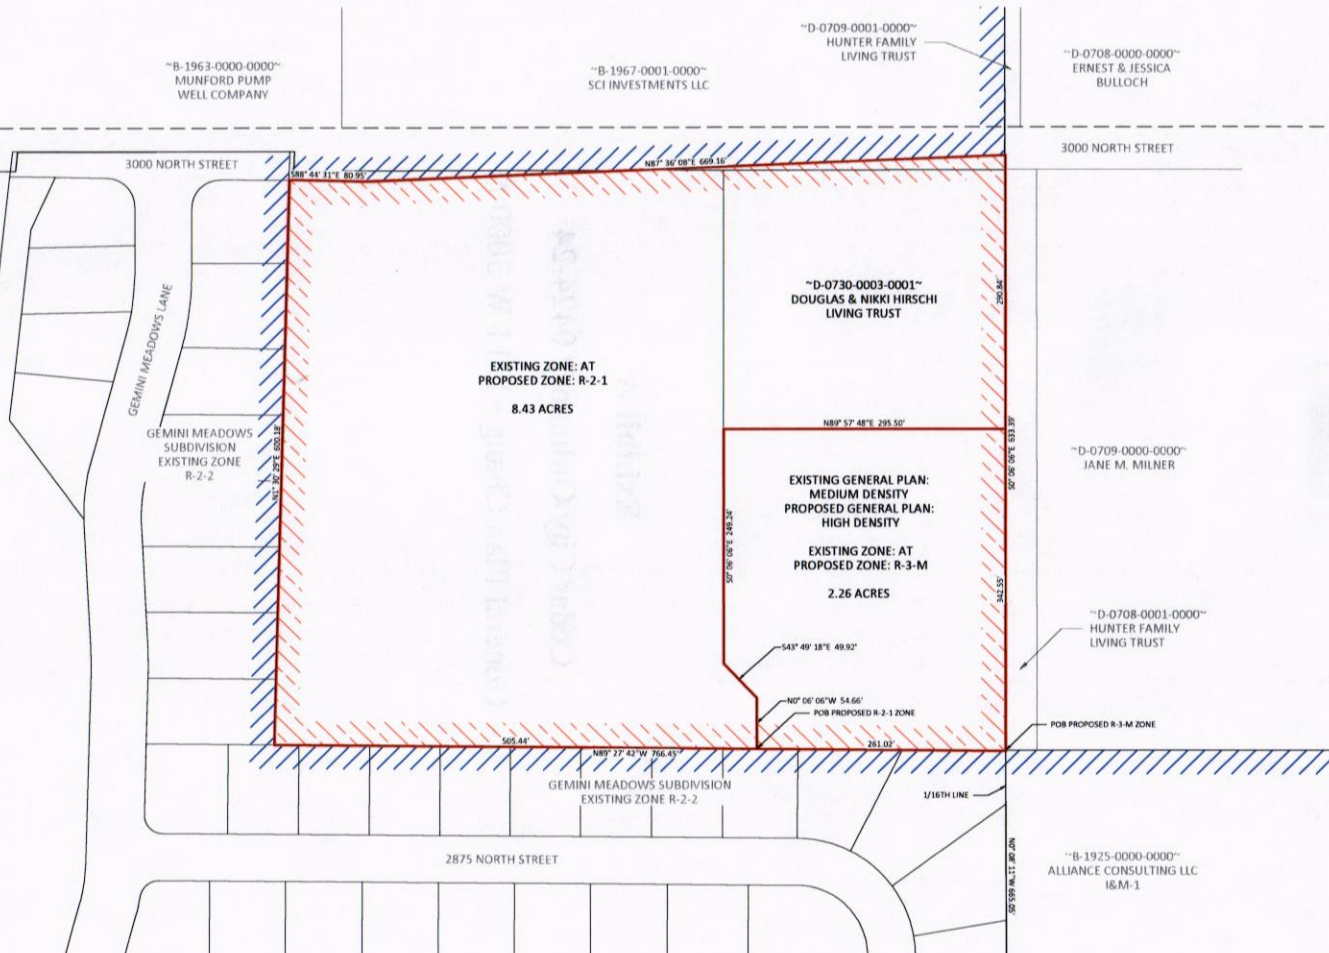 ~B-1963-0000-0000~
MUNFORD PUMP
WELL COMPANY
~B-1967-0001-0000~
SCI INVESTMENTS LLC
~D-0709-0001-0000~
HUNTER FAMILY
LIVING TRUST
~D-0708-0000-0000~
ERNEST & JESSICA
BULLOCH
3000 NORTH STREET
3000 NORTH STREET
S88° 44' 31"E 80.95'
N87° 36' 08"E 669.16'
GEMINI MEADOWS LANE
GEMINI MEADOWS
SUBDIVISION
EXISTING ZONE
R-2-2
N1° 30' 29"E 600.18'
EXISTING ZONE: AT
PROPOSED ZONE: R-2-1
8.43 ACRES
~D-0730-0003-0001~
DOUGLAS & NIKKI HIRSCHI
LIVING TRUST
290.84'
N89° 57' 48"E 295.50'
S0° 06' 06"E 633.39'
~D-0709-0000-0000~
JANE M. MILNER
EXISTING GENERAL PLAN:
MEDIUM DENSITY
PROPOSED GENERAL PLAN:
HIGH DENSITY
EXISTING ZONE: AT
PROPOSED ZONE: R-3-M
2.26 ACRES
S0° 06' 06"E 249.24'
342.55'
~D-0708-0001-0000~
HUNTER FAMILY
LIVING TRUST
S43° 49' 18"E 49.92'
N0° 06' 06"W 54.66'
POB PROPOSED R-2-1 ZONE
POB PROPOSED R-3-M ZONE
505.44'
N89° 27' 42"W 766.45'
261.02'
GEMINI MEADOWS SUBDIVISION
EXISTING ZONE R-2-2
1/16TH LINE
2875 NORTH STREET
N0° 08' 11"W 665.05'
~B-1925-0000-0000~
ALLIANCE CONSULTING LLC
I&M-1